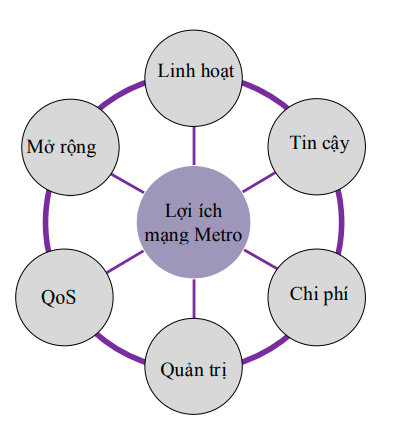 Linh hoạt
Mở rộng
Tin cậy
Lợi ích
mạng Metro
QoS
Chi phí
Quản trị